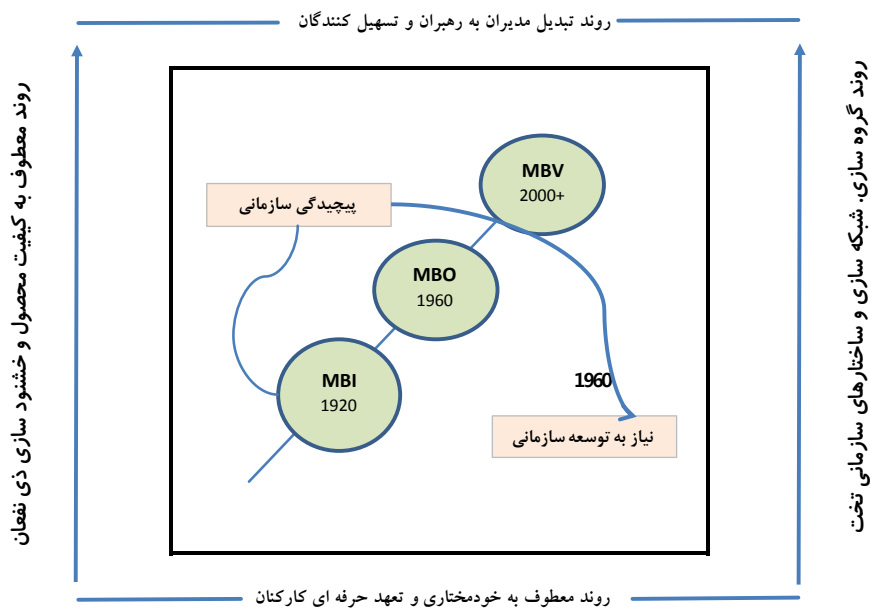 روند تبدیل مدیران به رهبران و تسهیل کنندگان
روند گروه سازی. شبکه سازی و ساختارهای سازمانی تخت
روند معطوف به کیفیت محصول و خشنود سازی ذی نفعان
MBV
2000+
پیچیدگی سازمانی
MBO
1960
MBI
1920
1960
نیاز به توسعه سازمانی
روند معطوف به خودمختاری و تعهد حرفه ای کارکنان